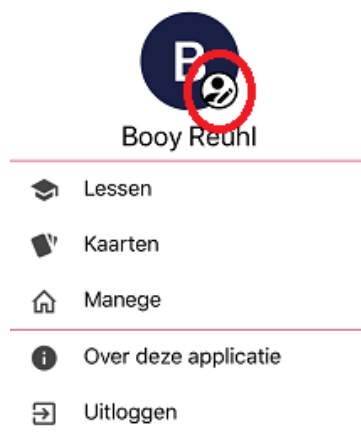 B
Booy Reuhl
Lessen
Kaarten
Manege
Over deze applicatie
Uitloggen